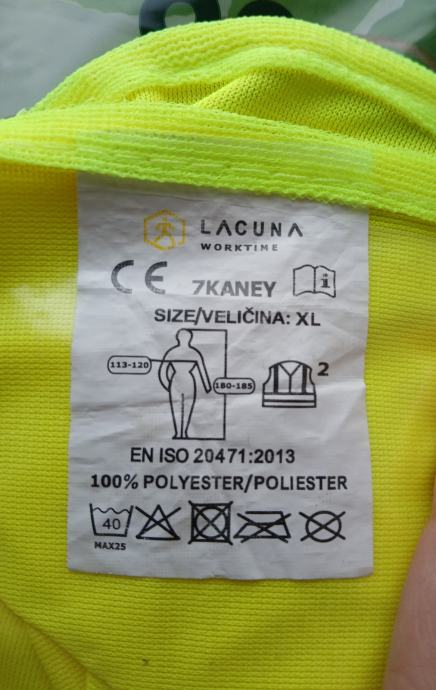 LACUNA
WORKTIME
CE 7KANEY i
SIZE/VELIČINA: XL
113-120
180-185
2
EN ISO 20471:2013
100% POLYESTER/POLIESTER
40
MAX25